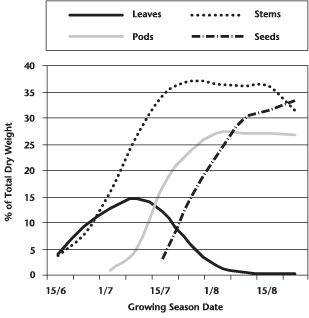 Leaves Stems
Pods Seeds
% of Total Dry Weight
40
35
30
25
20
15
10
5
0
15/6 1/7 15/7 1/8 15/8
Growing Season Date